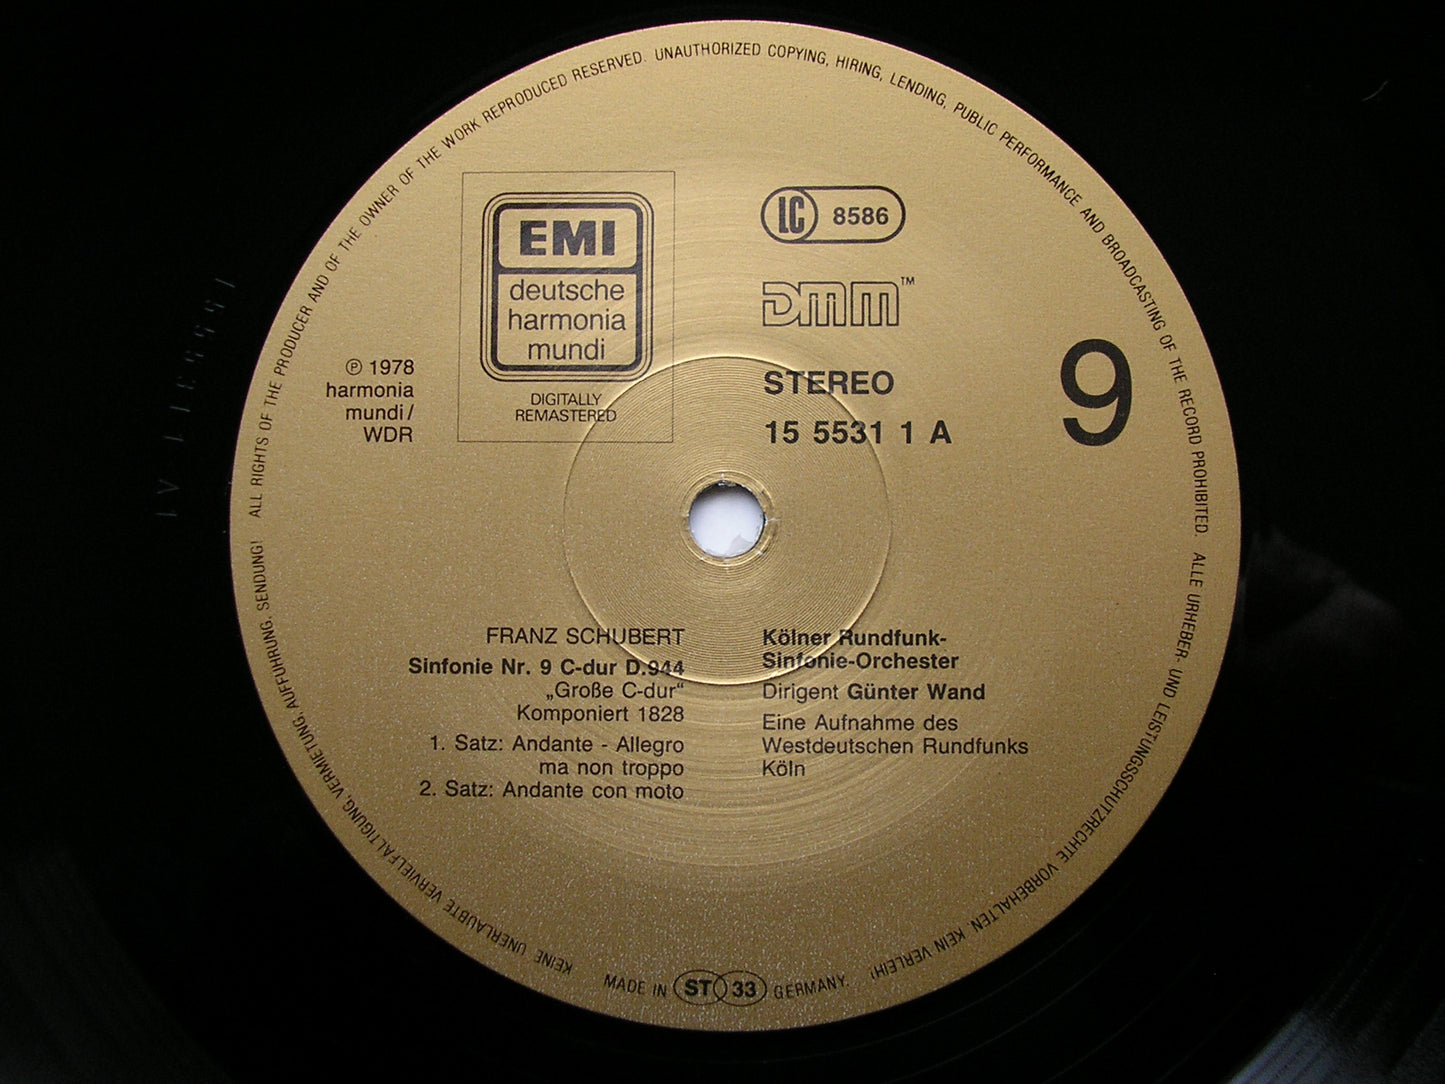 ALL RIGHTS OF THE PRODUCER AND OF THE OWNER OF THE WORK REPRODUCED RESERVED. UNAUTHORIZED COPYING, HIRING, LENDING, PUBLIC PERFORMANCE AND BROADCASTING OF THE RECORD PROHIBITED.
ALLE URHEBER- UND LEISTUNGSSCHUTZRECHTE VORBEHALTEN. KEIN VERLEIH!
KEINE UNERLAUBTE VERVIELFÄLTIGUNG, VERMIETUNG, AUFFÜHRUNG, SENDUNG!
EMI
deutsche
harmonia
mundi
DIGITALLY
REMASTERED
℗ 1978
harmonia
mundi/
WDR
LC 8586
DMM™
STEREO
15 5531 1 A
9
FRANZ SCHUBERT
Sinfonie Nr. 9 C-dur D.944
„Große C-dur“
Komponiert 1828
1. Satz: Andante - Allegro
ma non troppo
2. Satz: Andante con moto
Kölner Rundfunk-
Sinfonie-Orchester
Dirigent Günter Wand
Eine Aufnahme des
Westdeutschen Rundfunks
Köln
MADE IN ST 33 GERMANY.